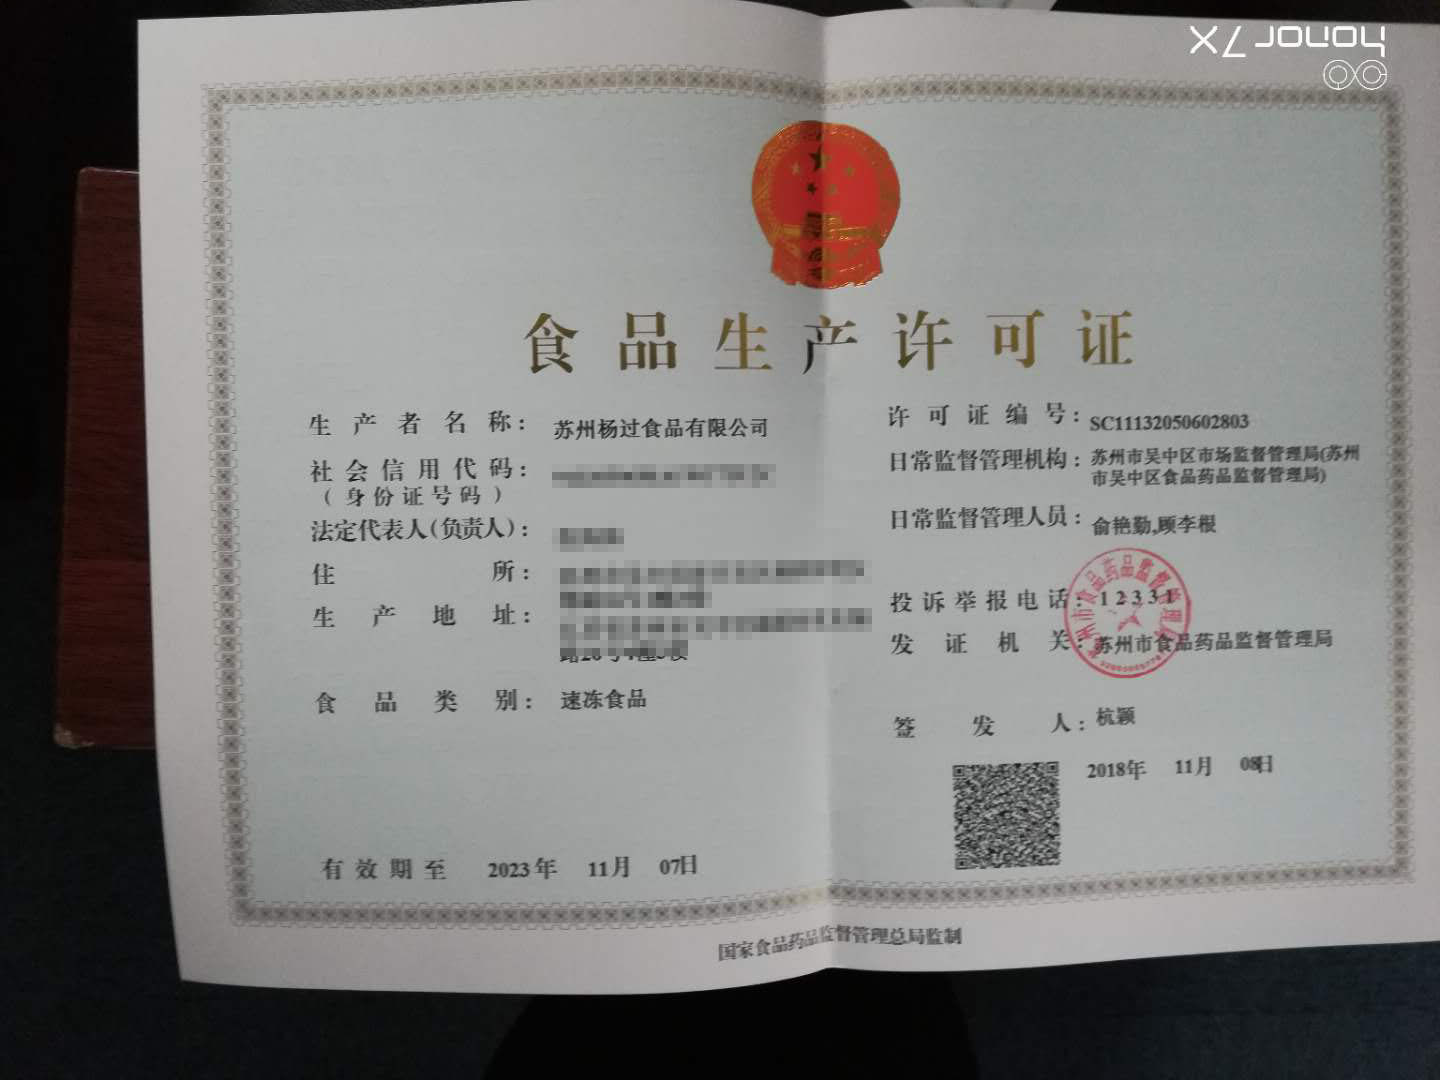 honor 7X
食品生产许可证
生产者名称： 苏州杨过食品有限公司
社会信用代码：
（身份证号码）
法定代表人（负责人）：
住所：
生产地址：
食品类别： 速冻食品
有效期至 2023年 11月 07日
许可证编号： SC11132050602803
日常监督管理机构： 苏州市吴中区市场监督管理局(苏州
市吴中区食品药品监督管理局)
日常监督管理人员： 俞艳勤,顾李根
投诉举报电话： 12331
发证机关： 苏州市食品药品监督管理局
签发人： 杭颖
2018年 11月 08日
国家食品药品监督管理总局监制